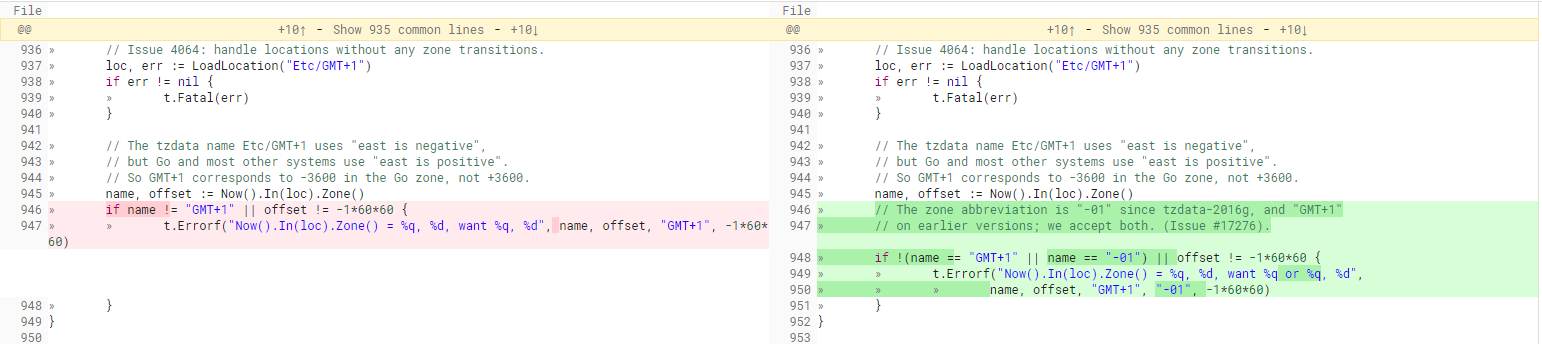 File
@@ +10↑ - Show 935 common lines - +10↓
936 » // Issue 4064: handle locations without any zone transitions.
937 » loc, err := LoadLocation("Etc/GMT+1")
938 » if err != nil {
939 » » t.Fatal(err)
940 » }
941
942 » // The tzdata name Etc/GMT+1 uses "east is negative",
943 » // but Go and most other systems use "east is positive".
944 » // So GMT+1 corresponds to -3600 in the Go zone, not +3600.
945 » name, offset := Now().In(loc).Zone()
946 » if name != "GMT+1" || offset != -1*60*60 {
947 » » t.Errorf("Now().In(loc).Zone() = %q, %d, want %q, %d", name, offset, "GMT+1", -1*60*
60)
948 » }
949 }
950
File
@@ +10↑ - Show 935 common lines - +10↓
936 » // Issue 4064: handle locations without any zone transitions.
937 » loc, err := LoadLocation("Etc/GMT+1")
938 » if err != nil {
939 » » t.Fatal(err)
940 » }
941
942 » // The tzdata name Etc/GMT+1 uses "east is negative",
943 » // but Go and most other systems use "east is positive".
944 » // So GMT+1 corresponds to -3600 in the Go zone, not +3600.
945 » name, offset := Now().In(loc).Zone()
946 » // The zone abbreviation is "-01" since tzdata-2016g, and "GMT+1"
947 » // on earlier versions; we accept both. (Issue #17276).
948 » if !(name == "GMT+1" || name == "-01") || offset != -1*60*60 {
949 » » t.Errorf("Now().In(loc).Zone() = %q, %d, want %q or %q, %d",
950 » » » name, offset, "GMT+1", "-01", -1*60*60)
951 » }
952 }
953